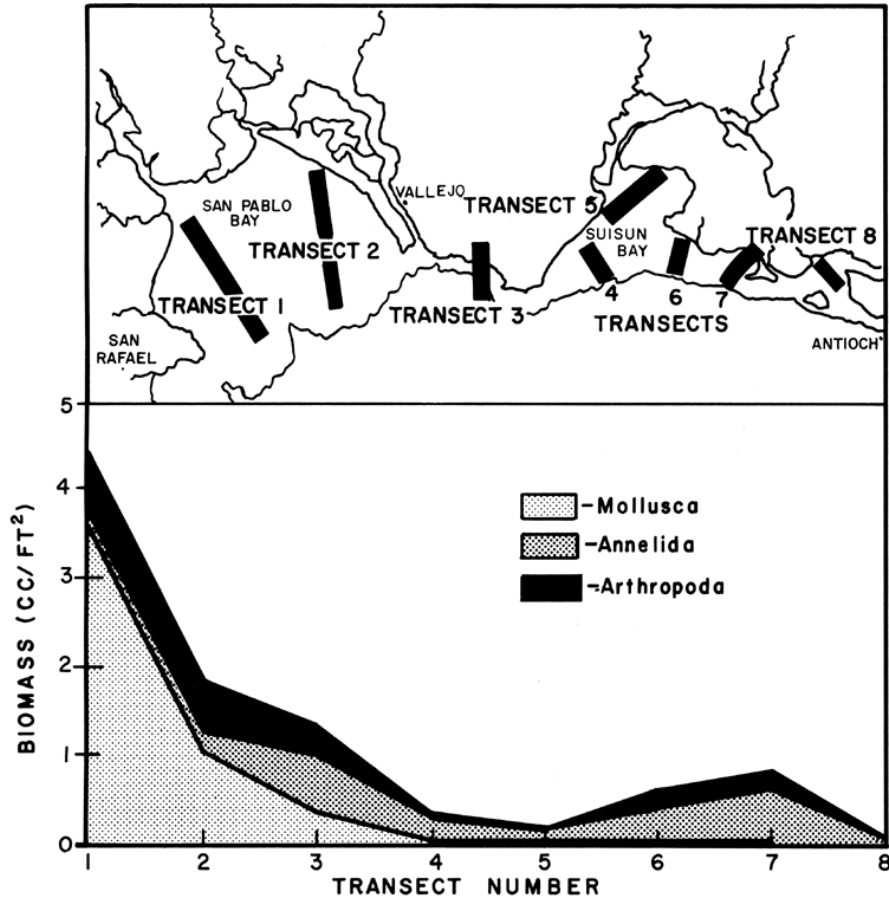 SAN PABLO
BAY
VALLEJO
TRANSECT 5
TRANSECT 2
SUISUN
BAY
TRANSECT 8
TRANSECT 1
TRANSECT 3
4
6
7
TRANSECTS
SAN
RAFAEL
ANTIOCH
5
4
3
2
1
0
BIOMASS (CC/FT²)
-Mollusca
-Annelida
-Arthropoda
1 2 3 4 5 6 7 8
TRANSECT NUMBER